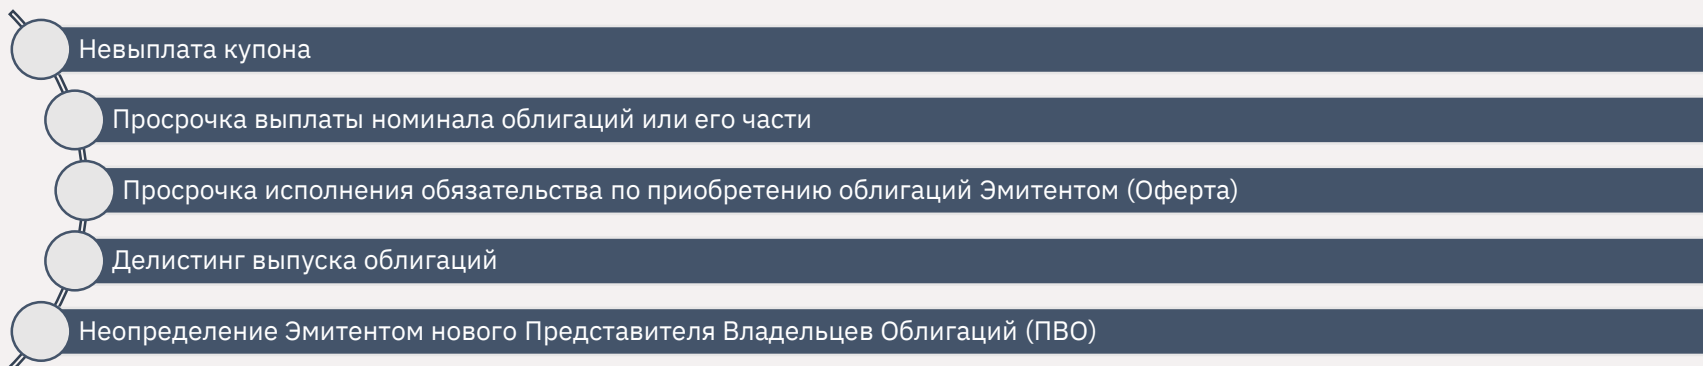 Невыплата купона
Просрочка выплаты номинала облигаций или его части
Просрочка исполнения обязательства по приобретению облигаций Эмитентом (Оферта)
Делистинг выпуска облигаций
Неопределение Эмитентом нового Представителя Владельцев Облигаций (ПВО)